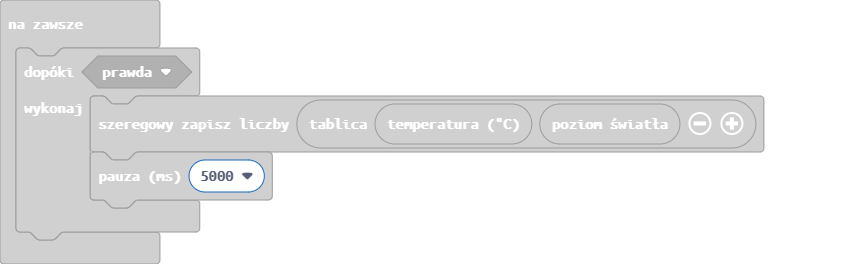 na zawsze
dopóki prawda
wykonaj
szeregowy zapisz liczby tablica temperatura (°C) poziom światła
pauza (ms) 5000